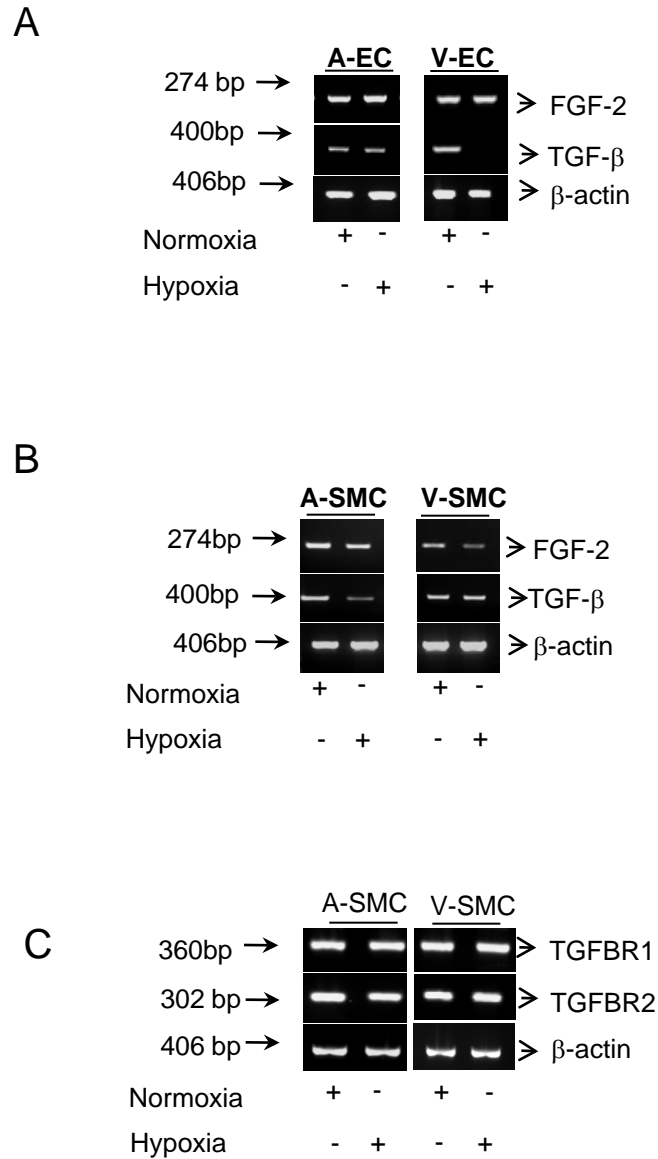 A
A-EC V-EC
274 bp → FGF-2
400bp → TGF-β
406bp → β-actin
Normoxia + - + -
Hypoxia - + - +
B
A-SMC V-SMC
274bp → FGF-2
400bp → TGF-β
406bp → β-actin
Normoxia + - + -
Hypoxia - + - +
C
A-SMC V-SMC
360bp → TGFBR1
302 bp → TGFBR2
406 bp → β-actin
Normoxia + - + -
Hypoxia - + - +